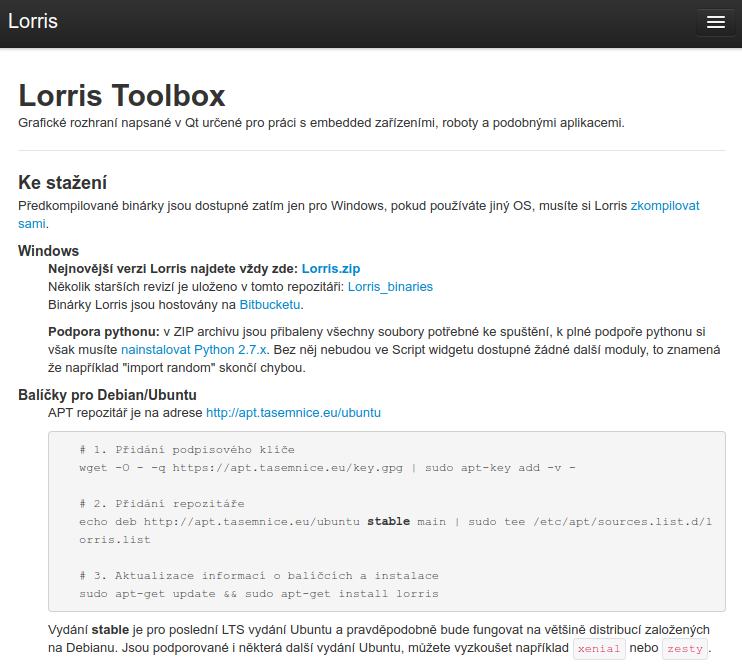 Lorris
Lorris Toolbox
Grafické rozhraní napsané v Qt určené pro práci s embedded zařízeními, roboty a podobnými aplikacemi.
Ke stažení
Předkompilované binárky jsou dostupné zatím jen pro Windows, pokud používáte jiný OS, musíte si Lorris zkompilovat
sami.
Windows
Nejnovější verzi Lorris najdete vždy zde: Lorris.zip
Několik starších revizí je uloženo v tomto repozitáři: Lorris_binaries
Binárky Lorris jsou hostovány na Bitbucketu.
Podpora pythonu: v ZIP archivu jsou přibaleny všechny soubory potřebné ke spuštění, k plné podpoře pythonu si
však musíte nainstalovat Python 2.7.x. Bez něj nebudou ve Script widgetu dostupné žádné další moduly, to znamená
že například "import random" skončí chybou.
Balíčky pro Debian/Ubuntu
APT repozitář je na adrese http://apt.tasemnice.eu/ubuntu
# 1. Přidání podpisového klíče
wget -O - -q https://apt.tasemnice.eu/key.gpg | sudo apt-key add -v -
# 2. Přidání repozitáře
echo deb http://apt.tasemnice.eu/ubuntu stable main | sudo tee /etc/apt/sources.list.d/l
orris.list
# 3. Aktualizace informací o balíčcích a instalace
sudo apt-get update && sudo apt-get install lorris
Vydání stable je pro poslední LTS vydání Ubuntu a pravděpodobně bude fungovat na většině distribucí založených
na Debianu. Jsou podporované i některá další vydání Ubuntu, můžete vyzkoušet například xenial nebo zesty.